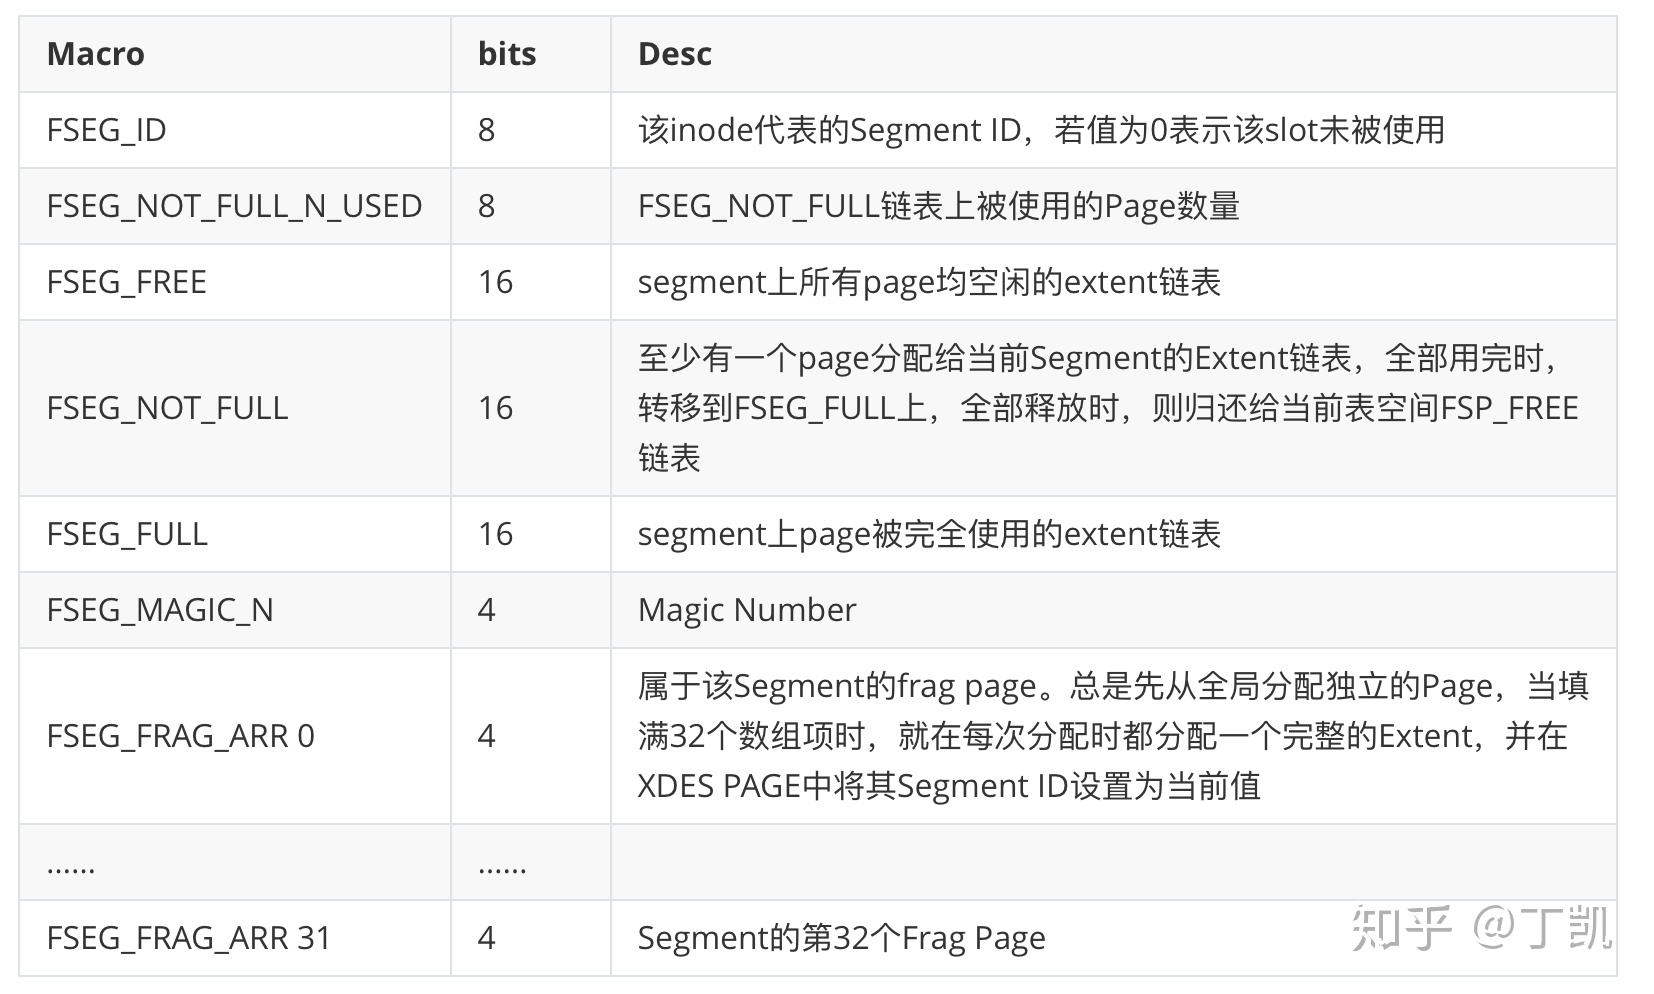 Macro bits Desc
FSEG_ID 8 该inode代表的Segment ID，若值为0表示该slot未被使用
FSEG_NOT_FULL_N_USED 8 FSEG_NOT_FULL链表上被使用的Page数量
FSEG_FREE 16 segment上所有page均空闲的extent链表
至少有一个page分配给当前Segment的Extent链表，全部用完时，
FSEG_NOT_FULL 16 转移到FSEG_FULL上，全部释放时，则归还给当前表空间FSP_FREE
链表
FSEG_FULL 16 segment上page被完全使用的extent链表
FSEG_MAGIC_N 4 Magic Number
属于该Segment的frag page。总是先从全局分配独立的Page，当填
FSEG_FRAG_ARR 0 4 满32个数组项时，就在每次分配时都分配一个完整的Extent，并在
XDES PAGE中将其Segment ID设置为当前值
...... ......
FSEG_FRAG_ARR 31 4 Segment的第32个Frag Page
知乎 @丁凯